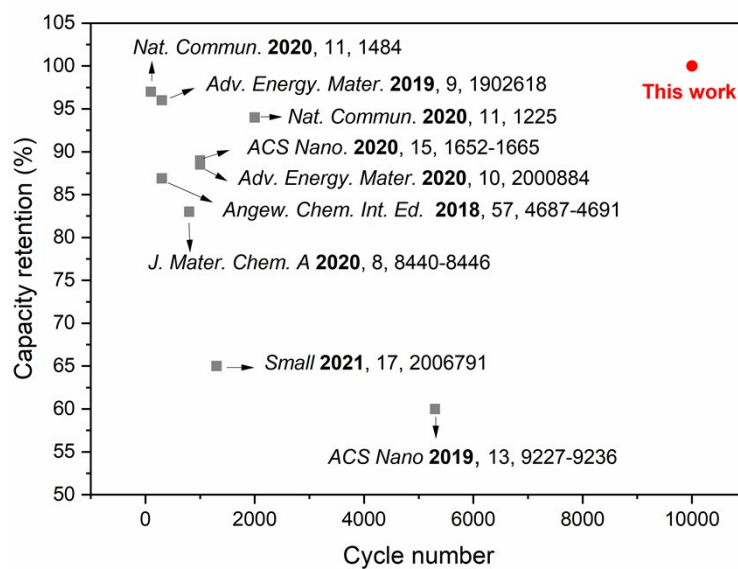 105
100
95
90
85
80
75
70
65
60
55
50
Capacity retention (%)
Nat. Commun. 2020, 11, 1484
Adv. Energy. Mater. 2019, 9, 1902618
This work
Nat. Commun. 2020, 11, 1225
ACS Nano. 2020, 15, 1652-1665
Adv. Energy. Mater. 2020, 10, 2000884
Angew. Chem. Int. Ed. 2018, 57, 4687-4691
J. Mater. Chem. A 2020, 8, 8440-8446
Small 2021, 17, 2006791
ACS Nano 2019, 13, 9227-9236
0 2000 4000 6000 8000 10000
Cycle number